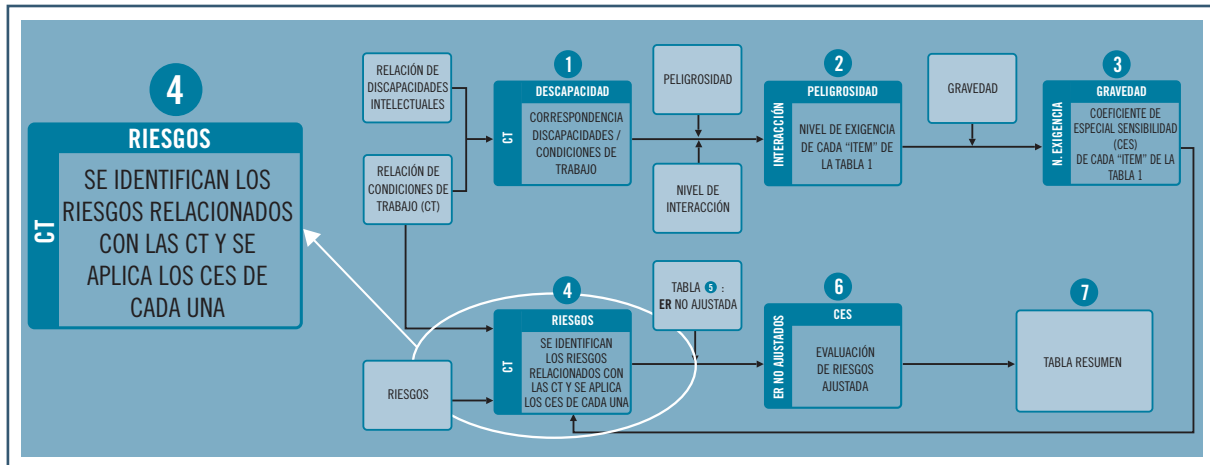 4
RIESGOS
CT
SE IDENTIFICAN LOS
RIESGOS RELACIONADOS
CON LAS CT Y SE
APLICA LOS CES DE
CADA UNA
RELACIÓN DE
DISCAPACIDADES
INTELECTUALES
RELACIÓN DE
CONDICIONES DE
TRABAJO (CT)
1
DESCAPACIDAD
CT
CORRESPONDENCIA
DISCAPACIDADES /
CONDICIONES DE
TRABAJO
PELIGROSIDAD
NIVEL DE
INTERACCIÓN
2
PELIGROSIDAD
INTERACCIÓN
NIVEL DE EXIGENCIA
DE CADA “ITEM” DE
LA TABLA 1
GRAVEDAD
3
GRAVEDAD
N. EXIGENCIA
COEFICIENTE DE
ESPECIAL SENSIBILIDAD
(CES)
DE CADA “ITEM” DE LA
TABLA 1
RIESGOS
4
RIESGOS
CT
SE IDENTIFICAN
LOS RIESGOS
RELACIONADOS CON
LAS CT Y SE APLICA
LOS CES DE CADA UNA
TABLA 5 :
ER NO AJUSTADA
6
CES
ER NO AJUSTADOS
EVALUACIÓN
DE RIESGOS
AJUSTADA
7
TABLA RESUMEN